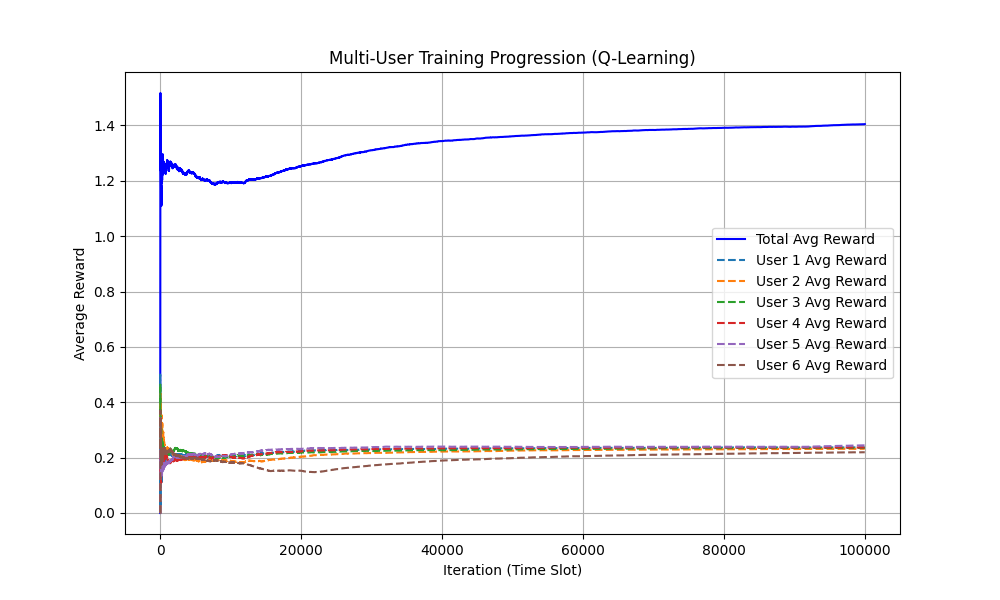 Multi-User Training Progression (Q-Learning)
1.4
1.2
1.0
0.8
0.6
0.4
0.2
0.0
Average Reward
Total Avg Reward
User 1 Avg Reward
User 2 Avg Reward
User 3 Avg Reward
User 4 Avg Reward
User 5 Avg Reward
User 6 Avg Reward
0 20000 40000 60000 80000 100000
Iteration (Time Slot)